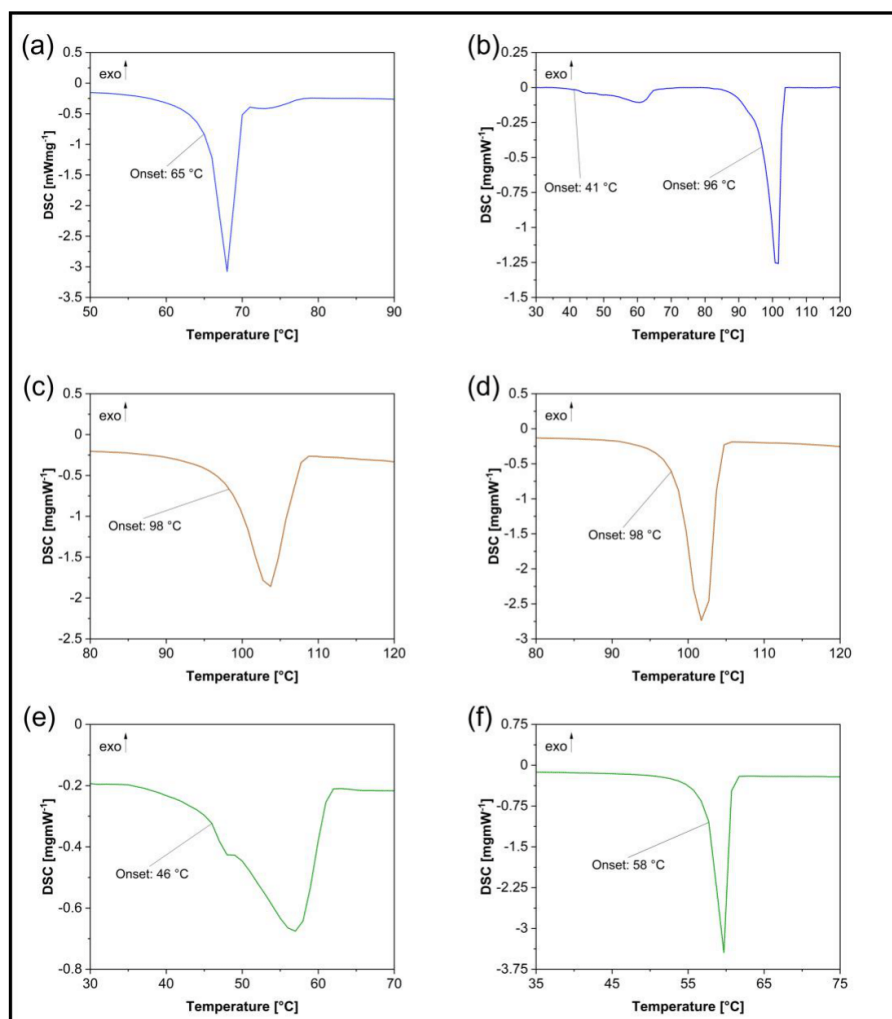 (a)
0.5
exo
0
-0.5
-1
-1.5
-2
-2.5
-3
-3.5
DSC [mWmg⁻¹]
Onset: 65 °C
50 60 70 80 90
Temperature [°C]
(b)
0.25
exo
0
-0.25
-0.5
-0.75
-1
-1.25
-1.5
DSC [mgmW⁻¹]
Onset: 41 °C
Onset: 96 °C
30 40 50 60 70 80 90 100 110 120
Temperature [°C]
(c)
0.5
exo
0
-0.5
-1
-1.5
-2
-2.5
DSC [mgmW⁻¹]
Onset: 98 °C
80 90 100 110 120
Temperature [°C]
(d)
0.5
exo
0
-0.5
-1
-1.5
-2
-2.5
-3
DSC [mgmW⁻¹]
Onset: 98 °C
80 90 100 110 120
Temperature [°C]
(e)
0
exo
-0.2
-0.4
-0.6
-0.8
DSC [mgmW⁻¹]
Onset: 46 °C
30 40 50 60 70
Temperature [°C]
(f)
0.75
exo
0
-0.75
-1.5
-2.25
-3
-3.75
DSC [mgmW⁻¹]
Onset: 58 °C
35 45 55 65 75
Temperature [°C]